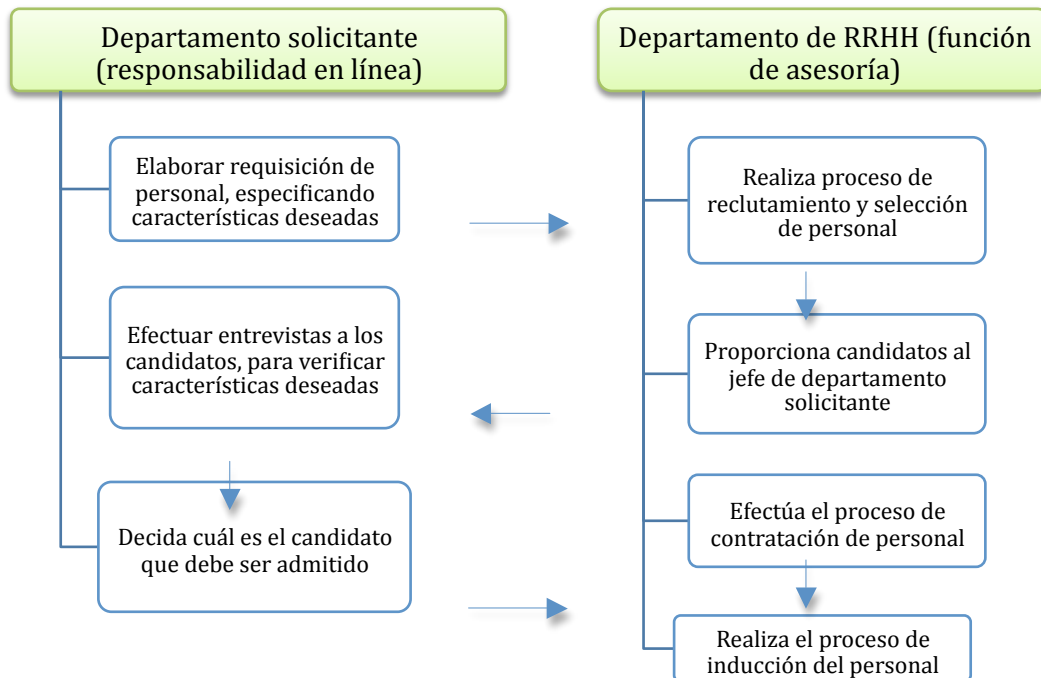 Departamento solicitante
(responsabilidad en línea)
Elaborar requisición de
personal, especificando
características deseadas
Efectuar entrevistas a los
candidatos, para verificar
características deseadas
Decida cuál es el candidato
que debe ser admitido
Departamento de RRHH (función
de asesoría)
Realiza proceso de
reclutamiento y selección
de personal
Proporciona candidatos al
jefe de departamento
solicitante
Efectúa el proceso de
contratación de personal
Realiza el proceso de
inducción del personal